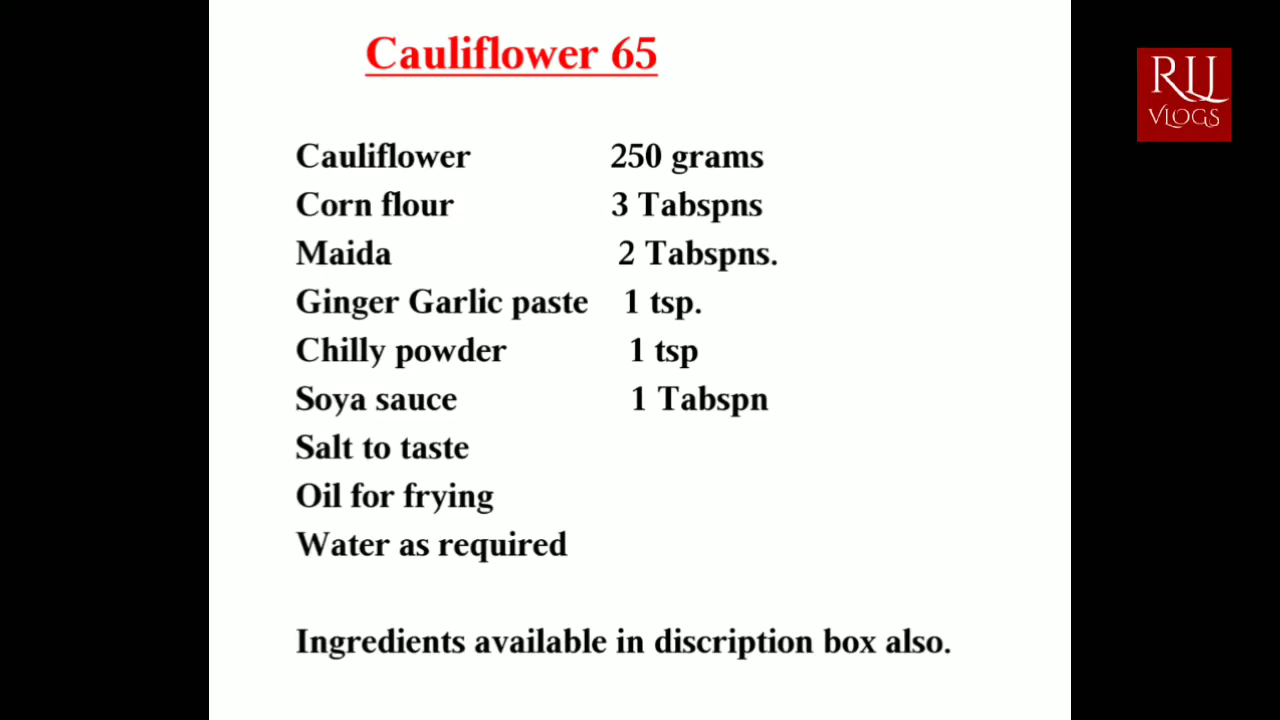 Cauliflower 65
RLL
VLOGS
Cauliflower 250 grams
Corn flour 3 Tabspns
Maida 2 Tabspns.
Ginger Garlic paste 1 tsp.
Chilly powder 1 tsp
Soya sauce 1 Tabspn
Salt to taste
Oil for frying
Water as required
Ingredients available in discription box also.